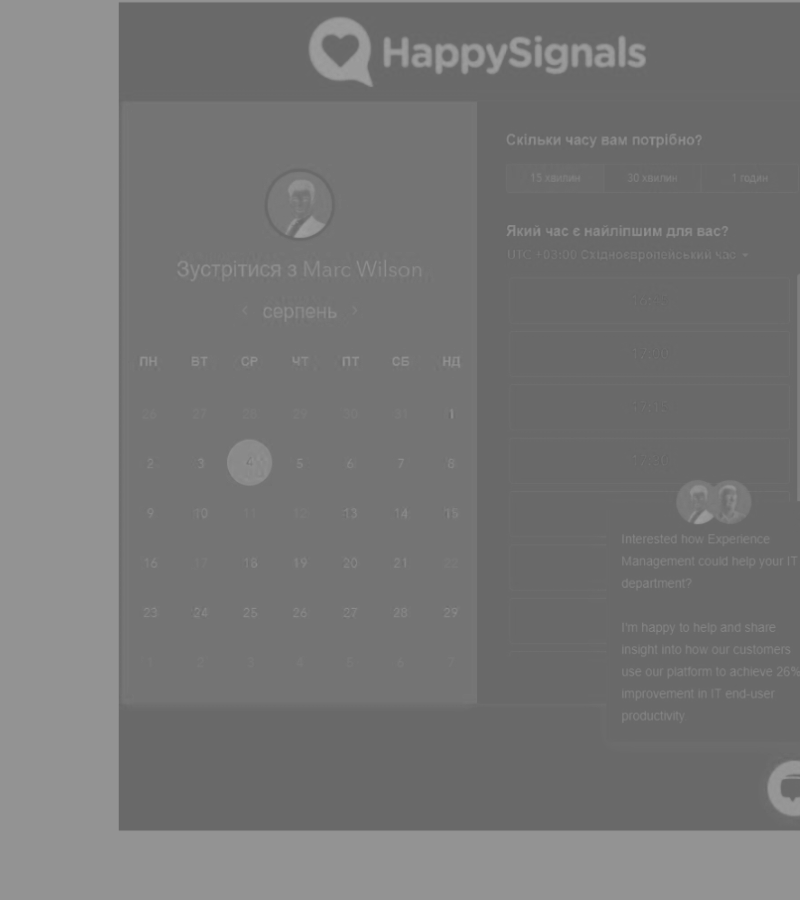 HappySignals
Зустрітися з Marc Wilson
серпень
ПН ВТ СР ЧТ ПТ СБ НД
26 27 28 29 30 31 1
2 3 4 5 6 7 8
9 10 11 12 13 14 15
16 17 18 19 20 21 22
23 24 25 26 27 28 29
1 2 3 4 5 6 7
Скільки часу вам потрібно?
15 хвилин 30 хвилин 1 годин
Який час є найліпшим для вас?
UTC +03:00 Східноєвропейський час
17:15
Interested how Experience
Management could help your IT
department?
I'm happy to help and share
insight into how our customers
use our platform to achieve 26%
improvement in IT end-user
productivity